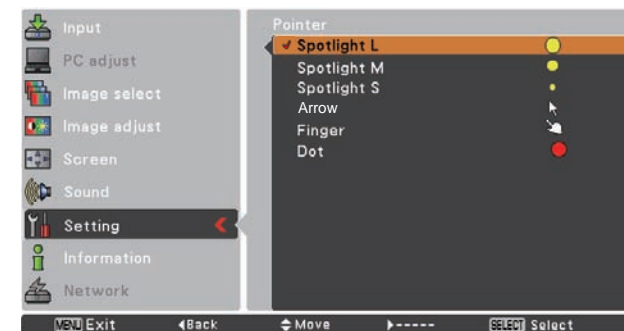 Input
PC adjust
Image select
Image adjust
Screen
Sound
Setting
Information
Network
Pointer
✔ Spotlight L
Spotlight M
Spotlight S
Arrow
Finger
Dot
MENU Exit ◀Back ⬍Move ▶----- SELECT Select